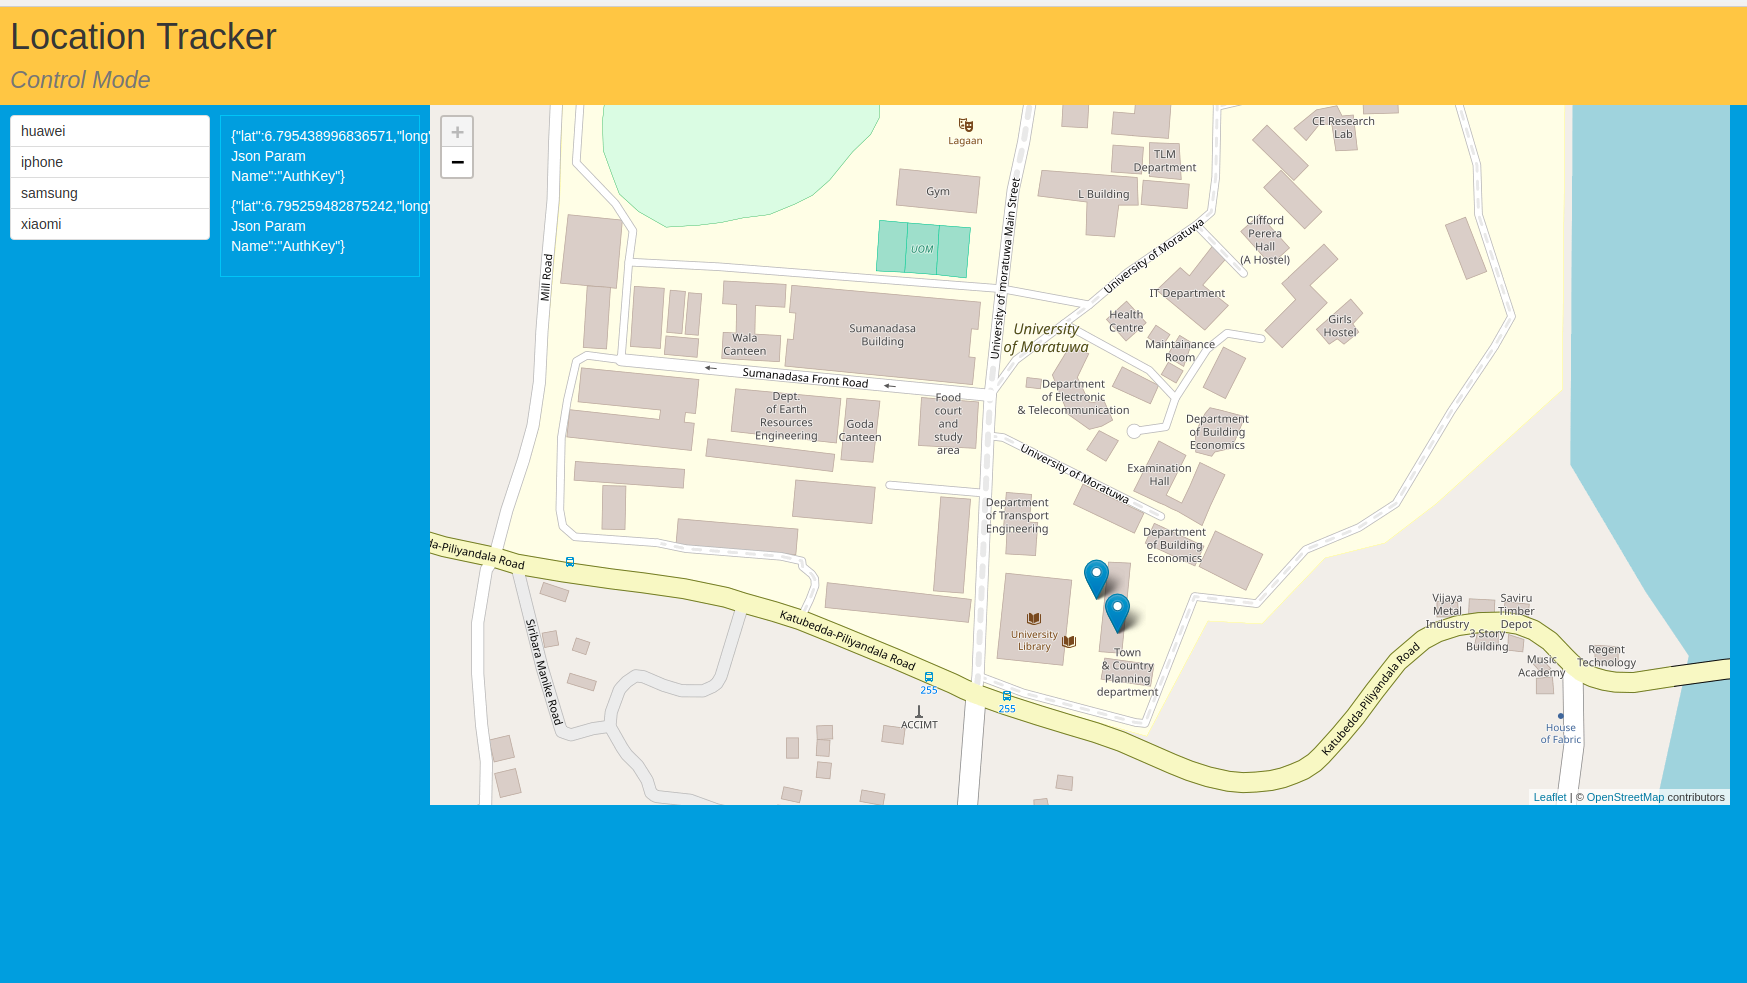 Location Tracker
Control Mode
huawei
iphone
samsung
xiaomi
{"lat":6.795438996836571,"long"
Json Param
Name":"AuthKey"}
{"lat":6.795259482875242,"long"
Json Param
Name":"AuthKey"}
+
−
Lagaan
CE Research
Lab
TLM
Department
Gym
L Building
University of moratuwa Main Street
University of Moratuwa
Clifford
Perera
Hall
(A Hostel)
UOM
Mill Road
IT Department
Health
Centre
Girls
Hostel
Sumanadasa
Building
University
of Moratuwa
Wala
Canteen
Maintainance
Room
Sumanadasa Front Road
Department
of Electronic
& Telecommunication
Dept.
of Earth
Resources
Engineering
Goda
Canteen
Food
court
and
study
area
Department
of Building
Economics
University of Moratuwa
Examination
Hall
Department
of Transport
Engineering
Department
of Building
Economics
da-Piliyandala Road
Katubedda-Piliyandala Road
Siribara Manike Road
University
Library
Town
& Country
Planning
department
255
255
ACCIMT
Vijaya
Metal
Industry
Saviru
Timber
Depot
3 Story
Building
Music
Academy
Regent
Technology
Katubedda-Piliyandala Road
House
of Fabric
Leaflet | © OpenStreetMap contributors